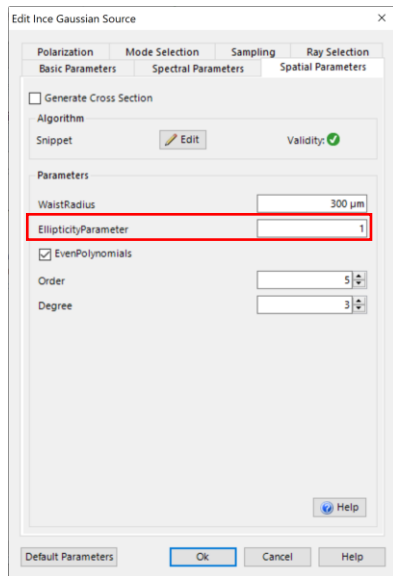 Edit Ince Gaussian Source
Polarization Mode Selection Sampling Ray Selection
Basic Parameters Spectral Parameters Spatial Parameters
Generate Cross Section
Algorithm
Snippet Edit Validity:
Parameters
WaistRadius 300 µm
EllipticityParameter 1
EvenPolynomials
Order 5
Degree 3
Help
Default Parameters Ok Cancel Help